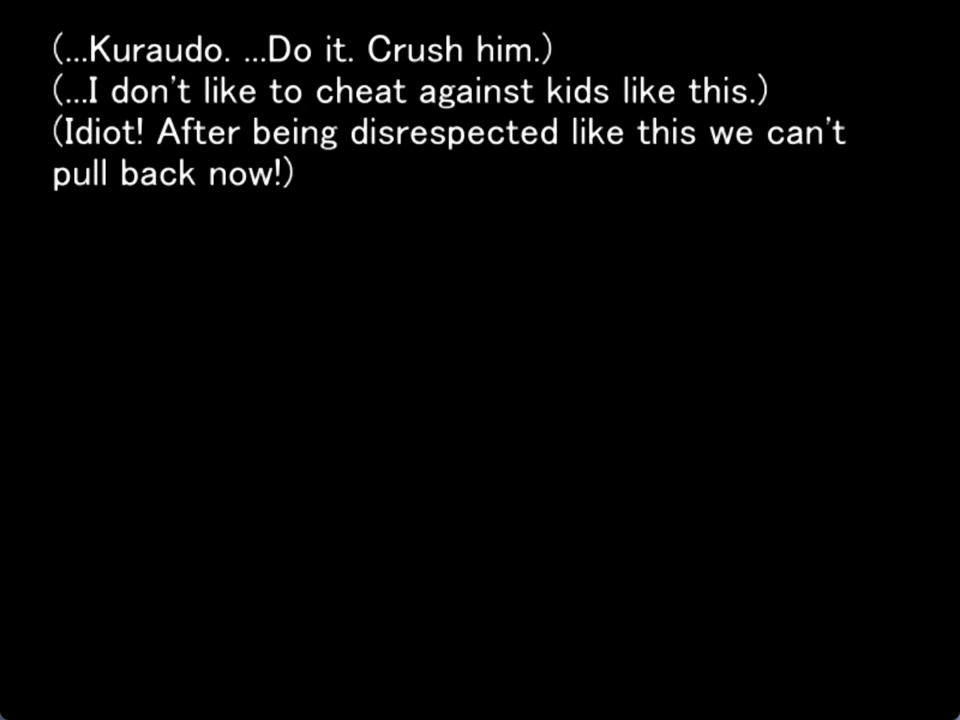 (...Kuraudo. ...Do it. Crush him.)
(...I don't like to cheat against kids like this.)
(Idiot! After being disrespected like this we can't
pull back now!)